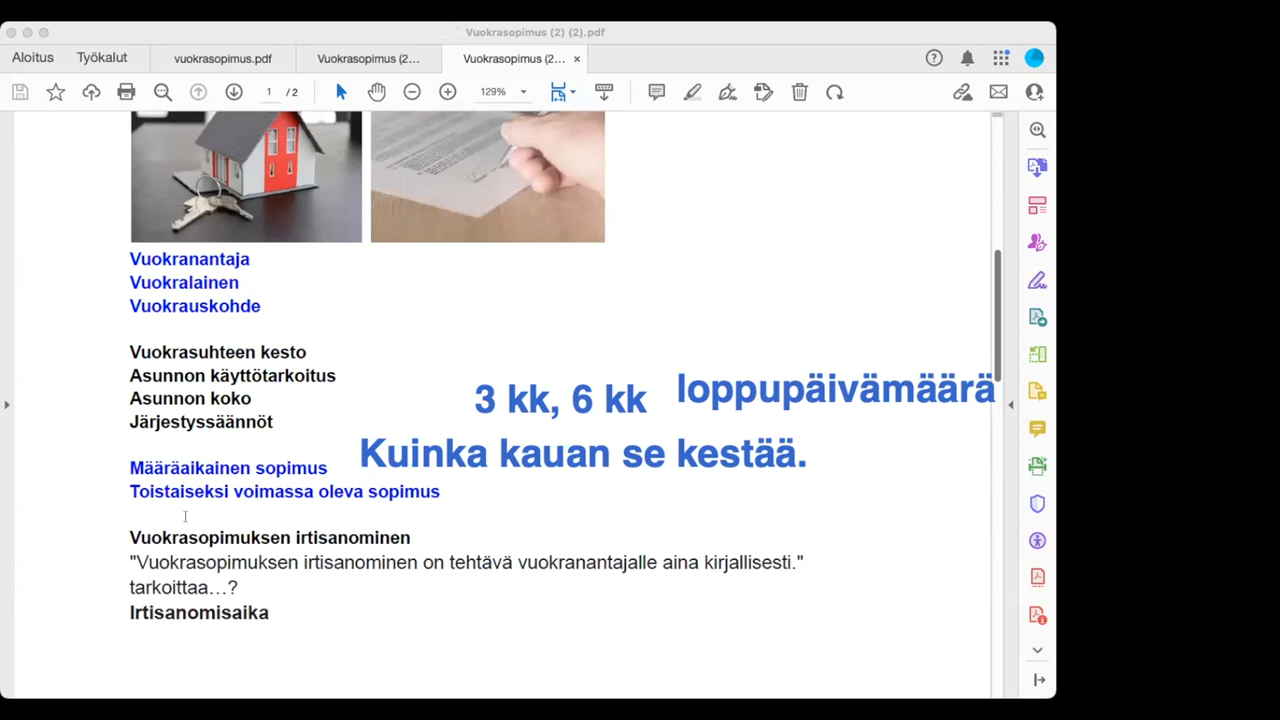 Vuokrasopimus (2) (2).pdf
Aloitus
Työkalut
vuokrasopimus.pdf
Vuokrasopimus (2...
Vuokrasopimus (2... ×
1 / 2
129%
Vuokranantaja
Vuokralainen
Vuokrauskohde
Vuokrasuhteen kesto
Asunnon käyttötarkoitus
Asunnon koko
Järjestyssäännöt
3 kk, 6 kk
loppupäivämäärä
Kuinka kauan se kestää.
Määräaikainen sopimus
Toistaiseksi voimassa oleva sopimus
Vuokrasopimuksen irtisanominen
"Vuokrasopimuksen irtisanominen on tehtävä vuokranantajalle aina kirjallisesti."
tarkoittaa…?
Irtisanomisaika